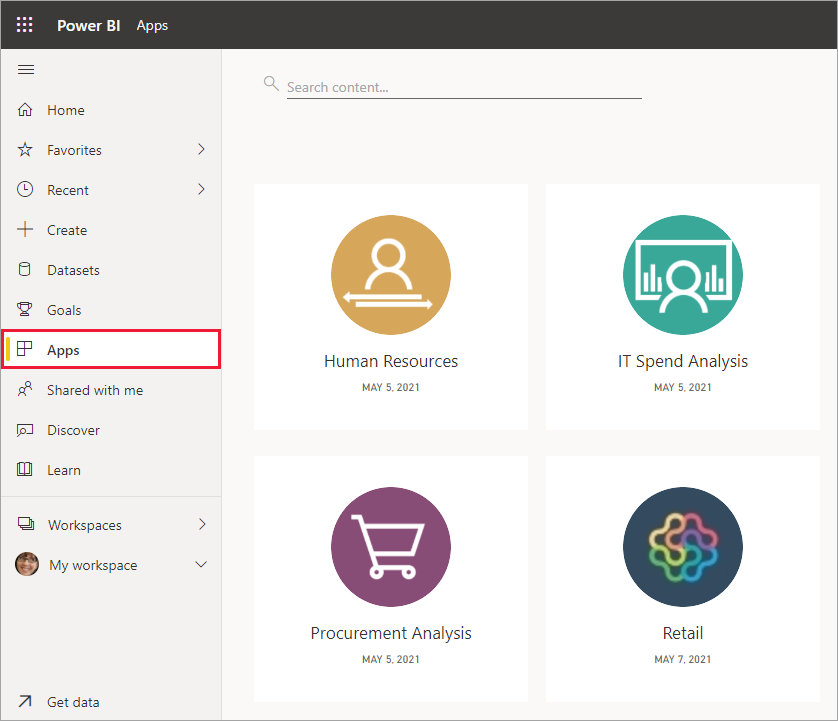 Power BI Apps
Search content...
Home
Favorites
Recent
Create
Datasets
Goals
Apps
Shared with me
Discover
Learn
Workspaces
My workspace
Get data
Human Resources
MAY 5, 2021
IT Spend Analysis
MAY 5, 2021
Procurement Analysis
MAY 5, 2021
Retail
MAY 7, 2021